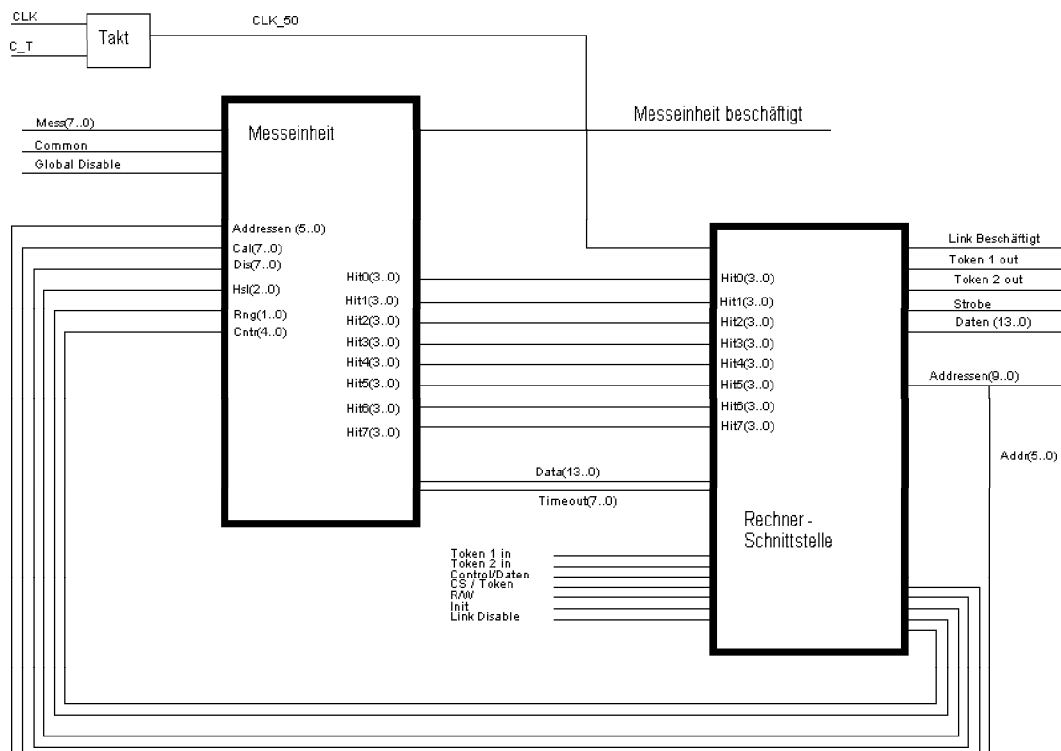 CLK
CLK_50
C_T
Takt
Mess(7..0)
Common
Global Disable
Messeinheit
Messeinheit beschäftigt
Addressen (5..0)
Cal(7..0)
Dis(7..0)
Hsl(2..0)
Rng(1..0)
Cntr(4..0)
Hit0(3..0)
Hit1(3..0)
Hit2(3..0)
Hit3(3..0)
Hit4(3..0)
Hit5(3..0)
Hit6(3..0)
Hit7(3..0)
Data(13..0)
Timeout(7..0)
Hit0(3..0)
Hit1(3..0)
Hit2(3..0)
Hit3(3..0)
Hit4(3..0)
Hit5(3..0)
Hit6(3..0)
Hit7(3..0)
Rechner -
Schnittstelle
Link Beschäftigt
Token 1 out
Token 2 out
Strobe
Daten (13..0)
Addressen(9..0)
Addr(5..0)
Token 1 in
Token 2 in
Control/Daten
CS / Token
R/W
Init
Link Disable